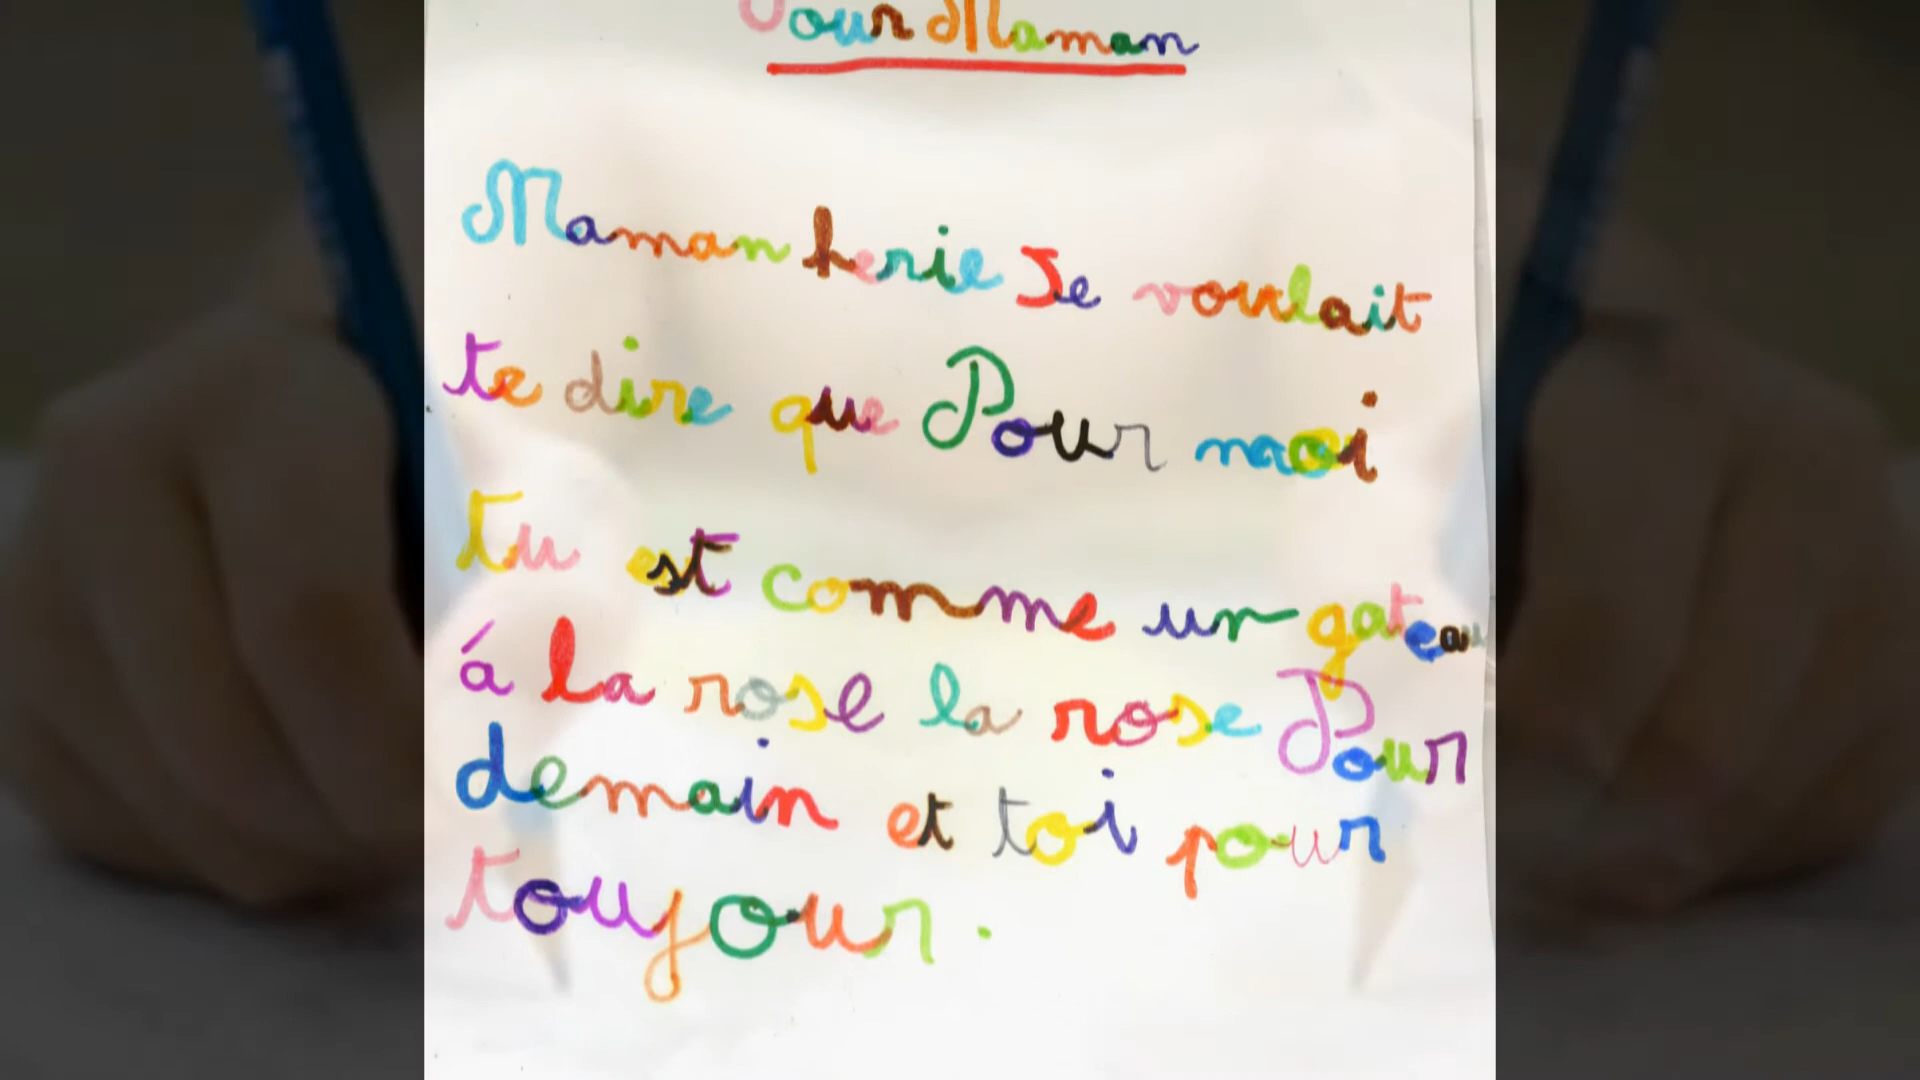 Pour Maman
Maman herie Je voulait
te dire que Pour moi
tu est comme un gateau
á la rose la rose Pour
demain et toi pour
toujour.